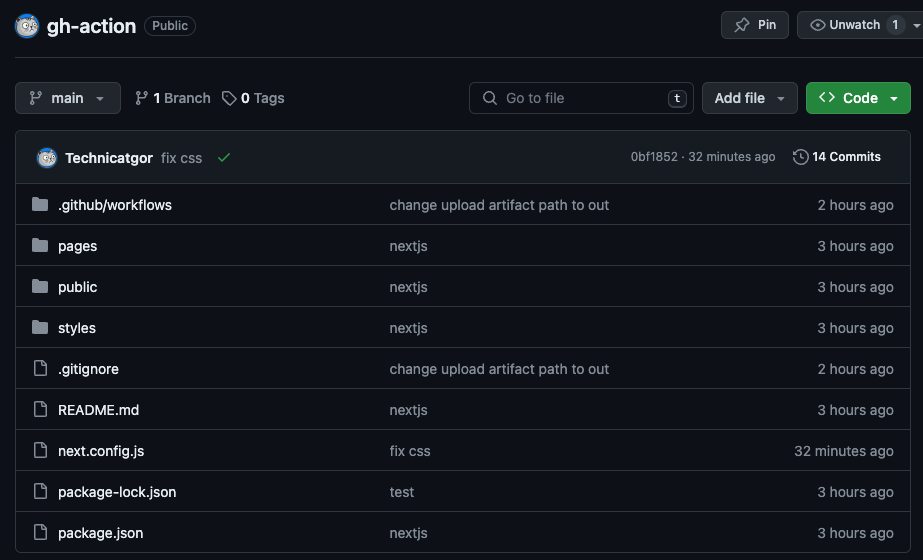 gh-action Public Pin Unwatch 1
main 1 Branch 0 Tags Go to file t Add file Code
Technicatgor fix css 0bf1852 · 32 minutes ago 14 Commits
.github/workflows change upload artifact path to out 2 hours ago
pages nextjs 3 hours ago
public nextjs 3 hours ago
styles nextjs 3 hours ago
.gitignore change upload artifact path to out 2 hours ago
README.md nextjs 3 hours ago
next.config.js fix css 32 minutes ago
package-lock.json test 3 hours ago
package.json nextjs 3 hours ago